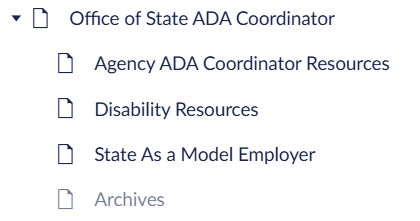 Office of State ADA Coordinator
Agency ADA Coordinator Resources
Disability Resources
State As a Model Employer
Archives